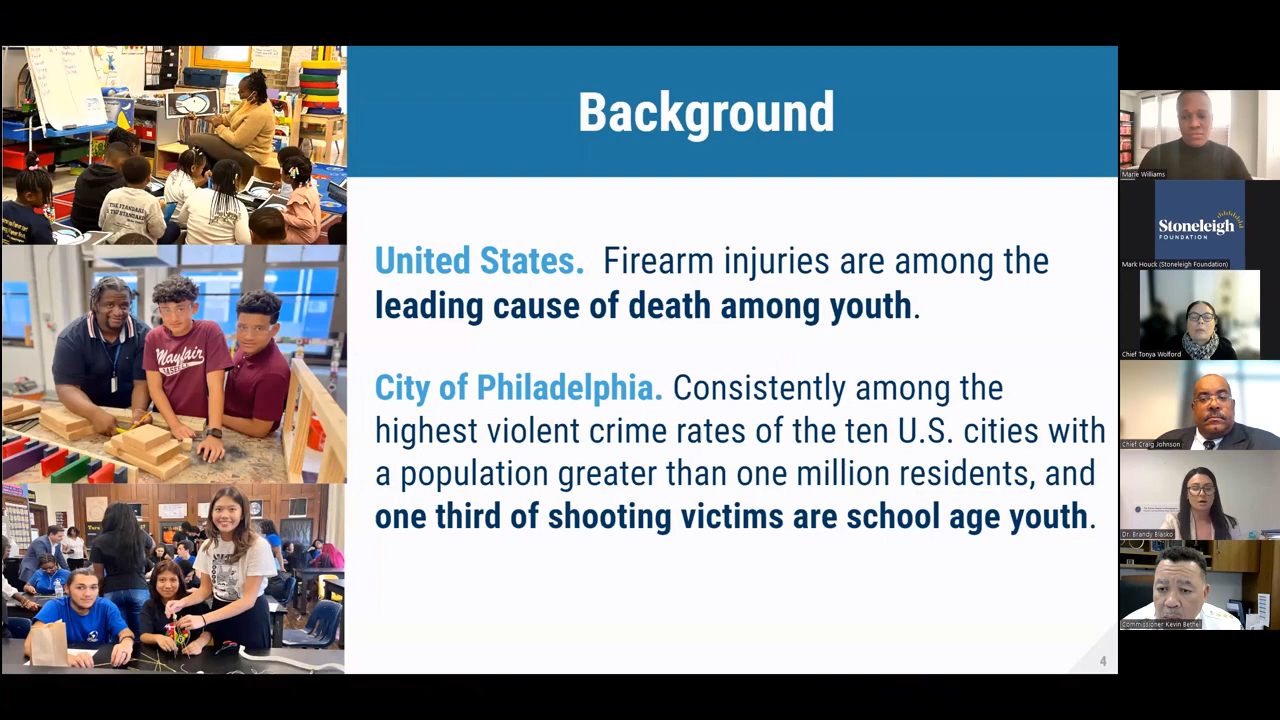 Background
United States. Firearm injuries are among the
leading cause of death among youth.
City of Philadelphia. Consistently among the
highest violent crime rates of the ten U.S. cities with
a population greater than one million residents, and
one third of shooting victims are school age youth.
4
THE STANDARD
Mayfair
BASEBALL
Marie Williams
Stoneleigh
FOUNDATION
Mark Houck (Stoneleigh Foundation)
Chief Tonya Wolford
Chief Craig Johnson
Dr. Brandy Blasko
Commissioner Kevin Bethel